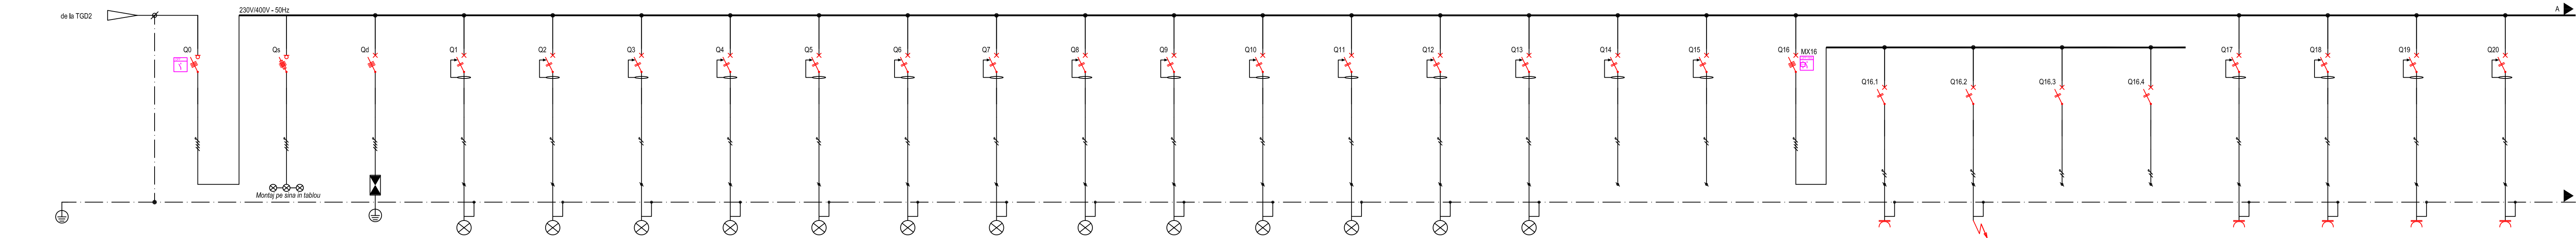 de la TGD2
230V/400V - 50Hz
A
Q0
Qs
Qd
Q1
Q2
Q3
Q4
Q5
Q6
Q7
Q8
Q9
Q10
Q11
Q12
Q13
Q14
Q15
Q16
MX16
Q17
Q18
Q19
Q20
Q16.1
Q16.2
Q16.3
Q16.4
Montaj pe sina in tablou